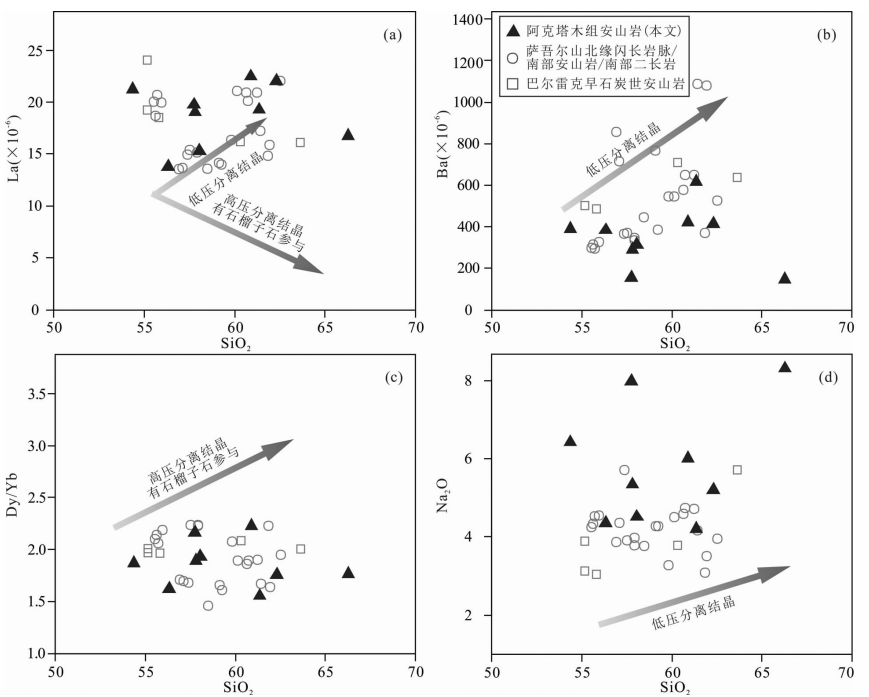 (a)
25
20
15
10
5
0
La(×10⁻⁶)
低压分离结晶
高压分离结晶
有石榴子石参与
50
55
60
65
70
SiO₂
(b)
阿克塔木组安山岩(本文)
萨吾尔山北缘闪长岩脉/
南部安山岩/南部二长岩
巴尔雷克早石炭世安山岩
1400
1200
1000
800
600
400
200
0
Ba(×10⁻⁶)
低压分离结晶
50
55
60
65
70
SiO₂
(c)
3.5
3.0
2.5
2.0
1.5
1.0
Dy/Yb
高压分离结晶
有石榴子石参与
50
55
60
65
70
SiO₂
(d)
8
6
4
2
Na₂O
低压分离结晶
50
55
60
65
70
SiO₂